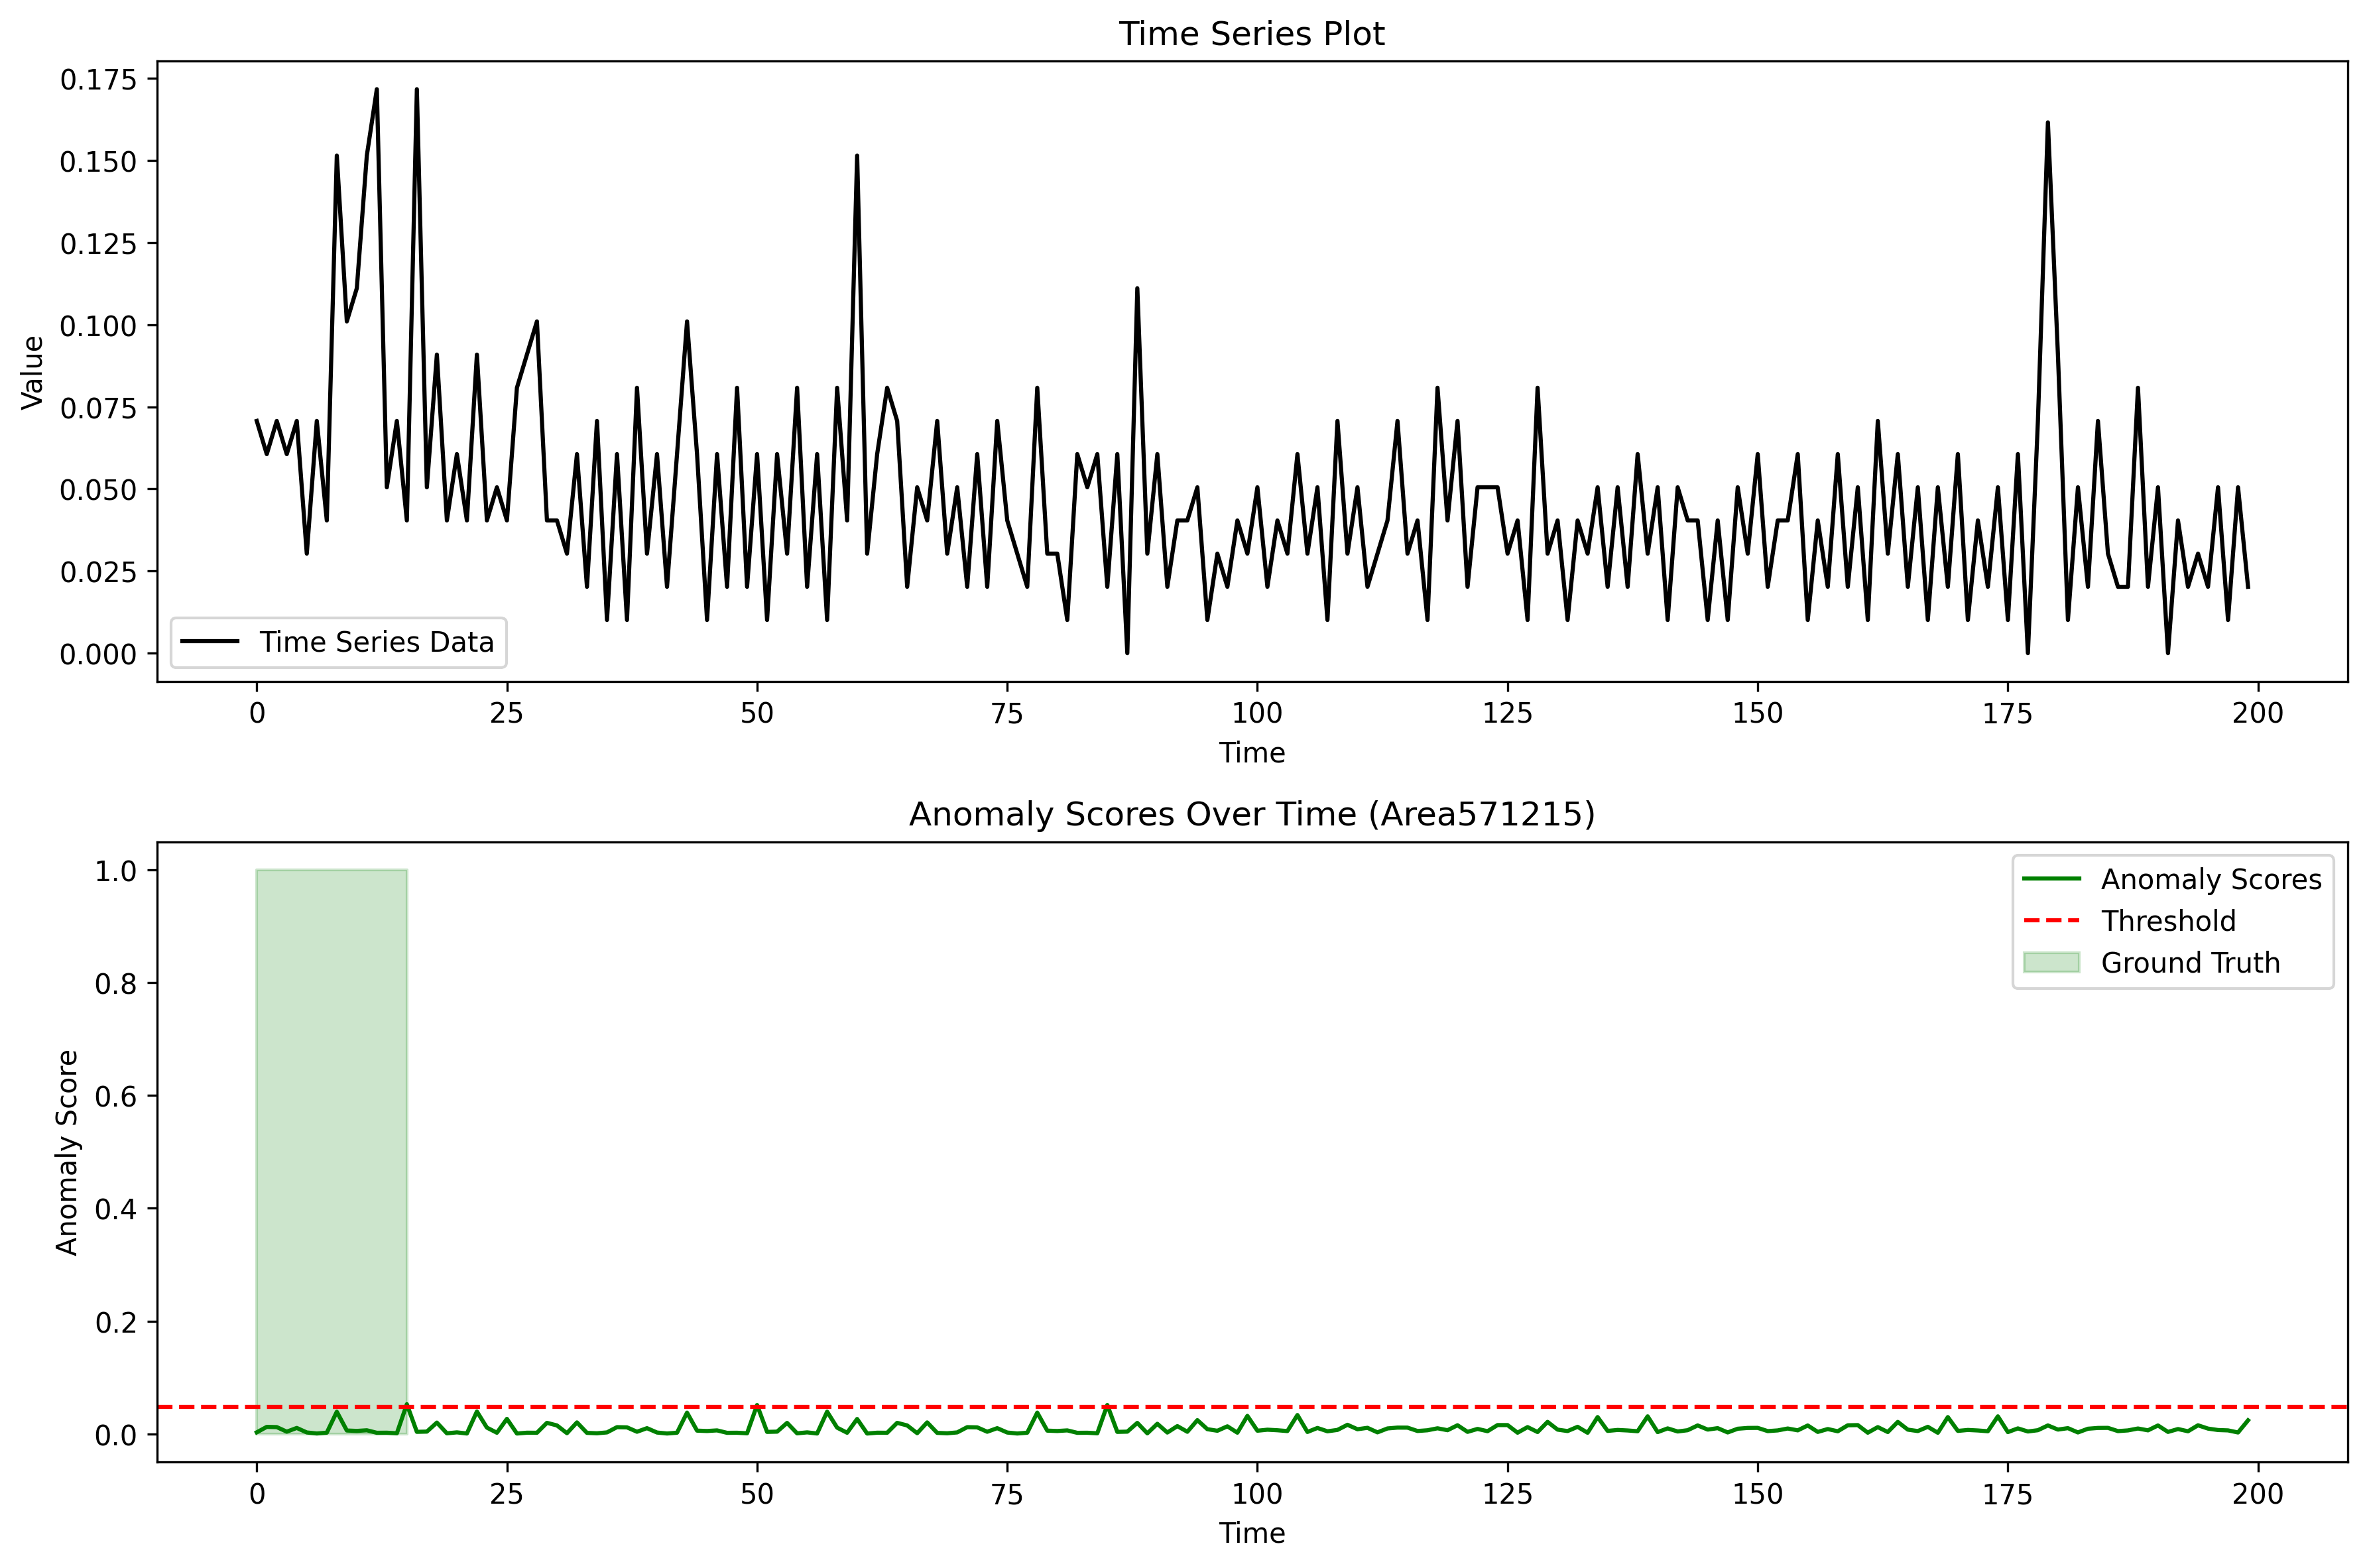 Time Series Plot
0.175
0.150
0.125
0.100
0.075
0.050
0.025
0.000
Value
Time Series Data
0 25 50 75 100 125 150 175 200
Time
Anomaly Scores Over Time (Area571215)
1.0
0.8
0.6
0.4
0.2
0.0
Anomaly Score
Anomaly Scores
Threshold
Ground Truth
0 25 50 75 100 125 150 175 200
Time